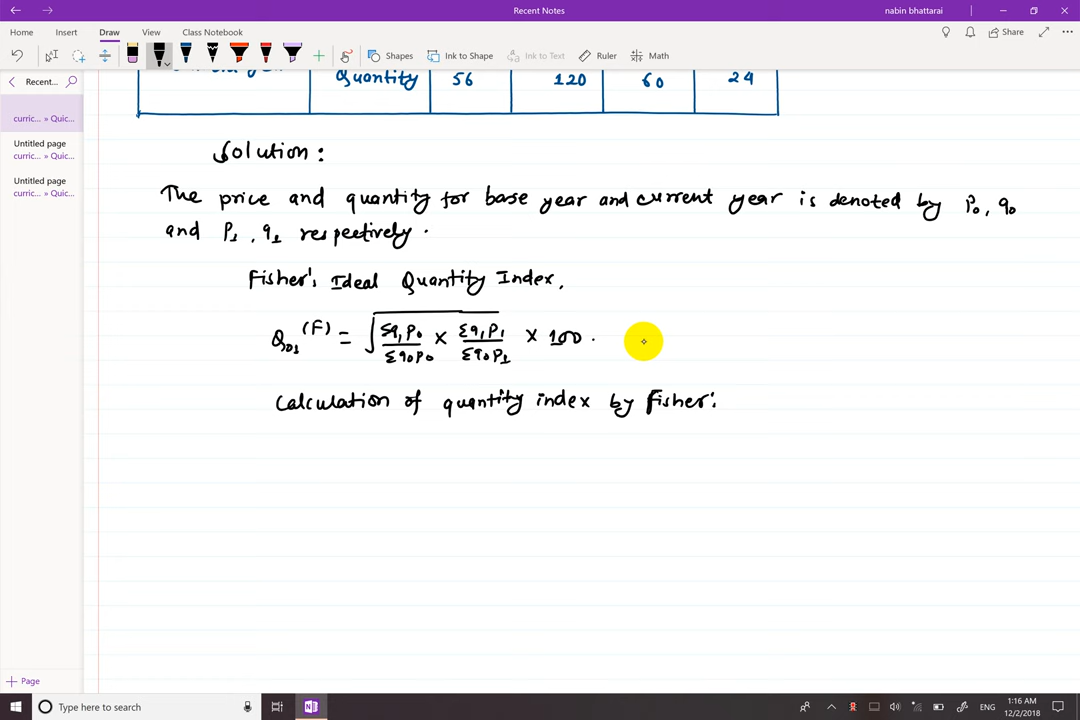 Recent Notes
nabin bhattarai
Home Insert Draw View Class Notebook Share
Shapes Ink to Shape Ink to Text Ruler Math
Recent...
curric... » Quic...
Untitled page
curric... » Quic...
Untitled page
curric... » Quic...
Quantity 56 120 60 24
Solution:
The price and quantity for base year and current year is denoted by P₀, q₀
and P₁, q₁ respectively.
Fisher's Ideal Quantity Index,
Q₀₁^(F) = √(Σq₁P₀/Σq₀P₀ × Σq₁P₁/Σq₀P₁) × 100.
Calculation of quantity index by Fisher's
Page
Type here to search
ENG
1:16 AM
12/2/2018